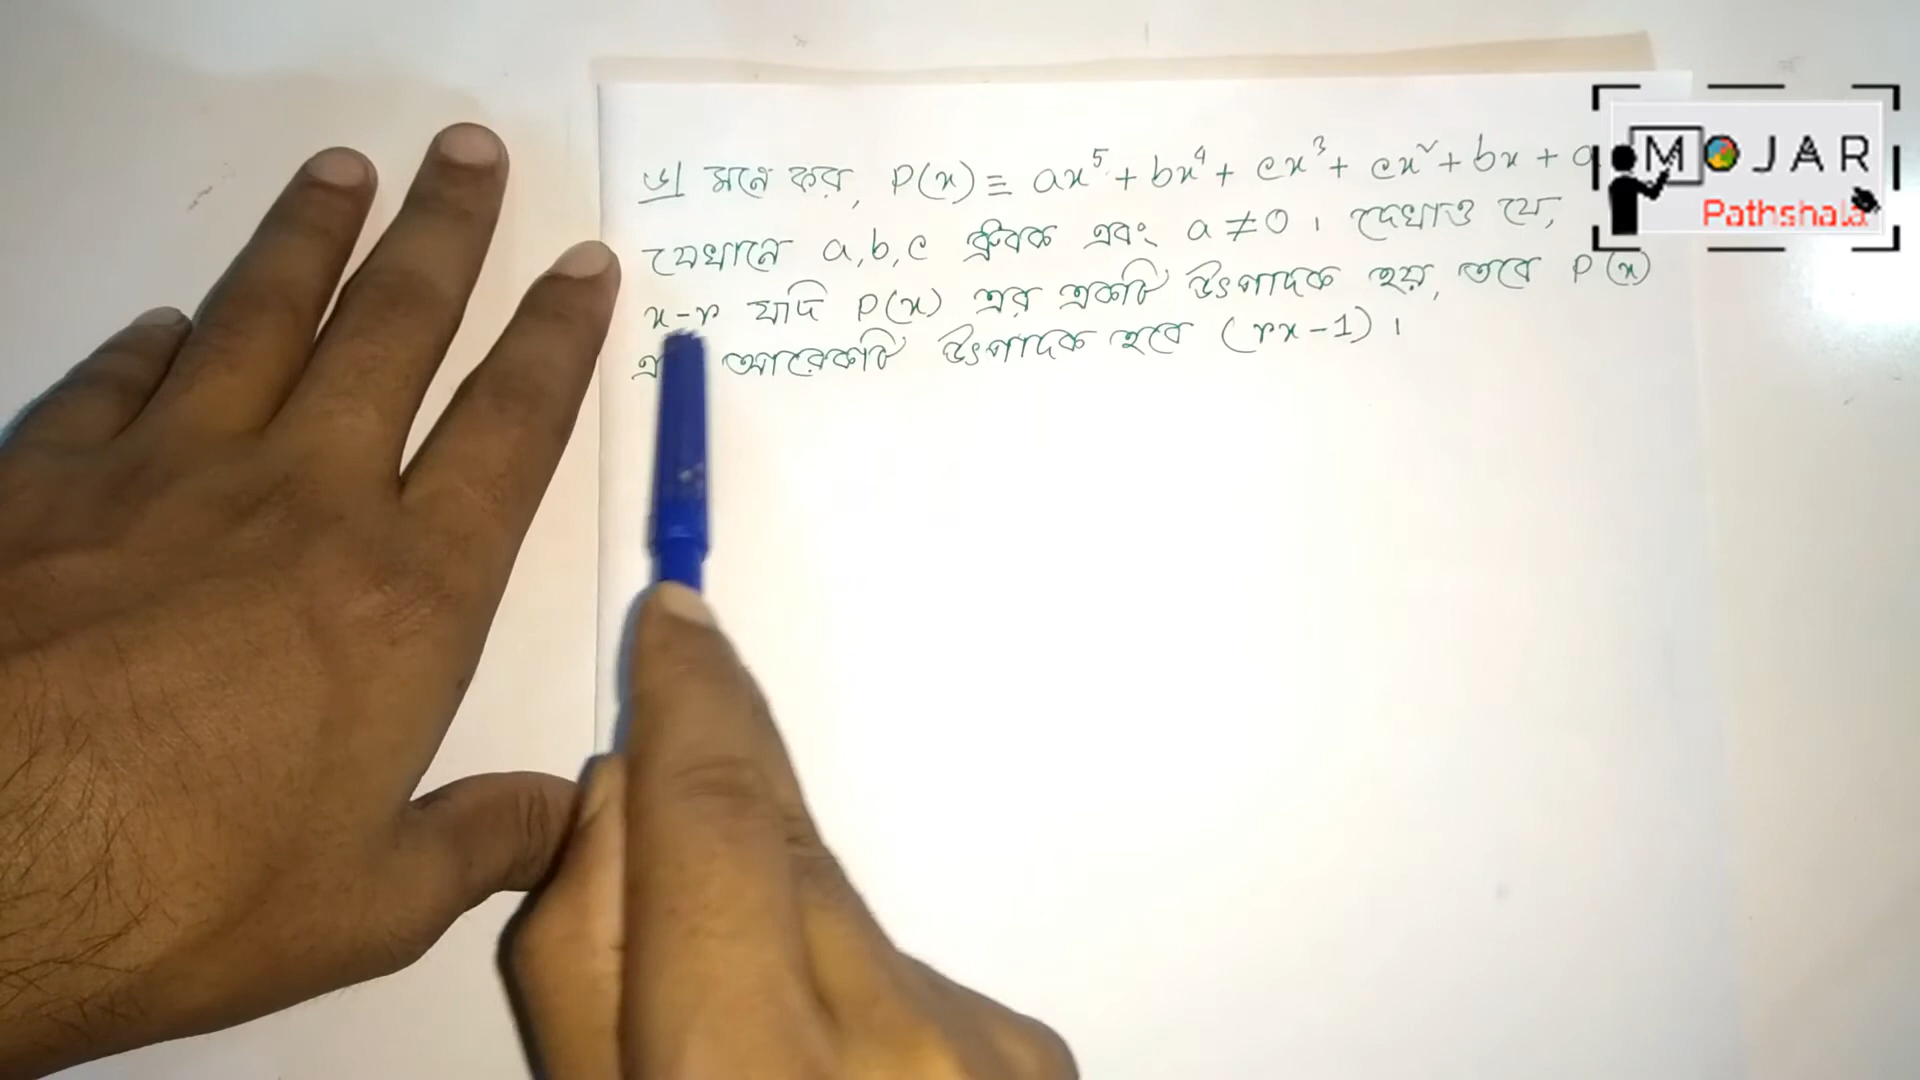 ৬। মনে কর, P(x) ≡ ax⁵ + bx⁴ + cx³ + cx² + bx + a
যেখানে a, b, c ধ্রুবক এবং a ≠ 0। দেখাও যে,
x-r যদি P(x) এর একটি উৎপাদক হয়, তবে P(x)
আরেকটি উৎপাদক হবে (rx-1)।
MOJAR
Pathshala